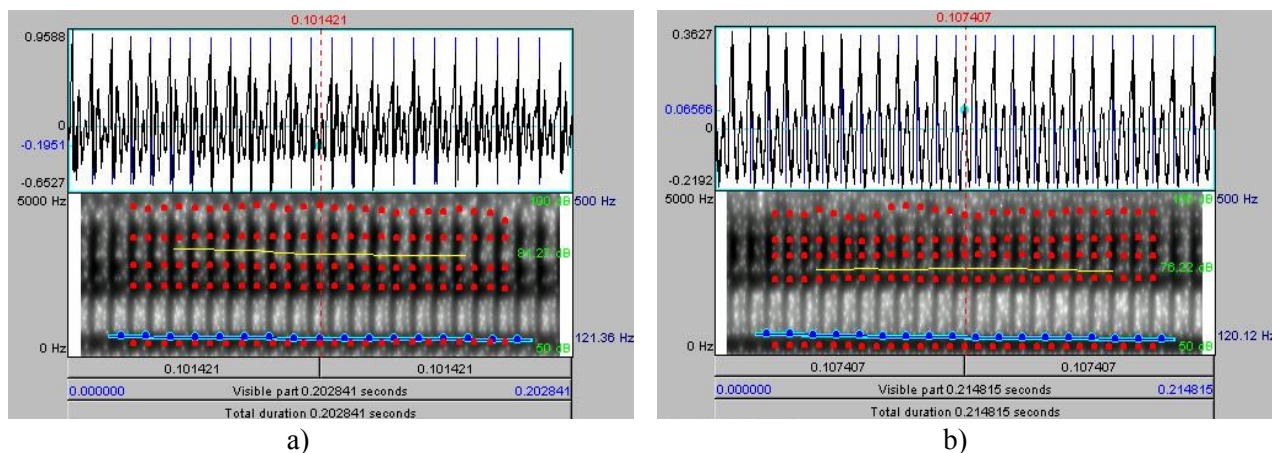 0.101421
0.9588
0
-0.1951
-0.6527
5000 Hz
0 Hz
100 dB
500 Hz
84.27 dB
121.36 Hz
50 dB
0.101421
0.101421
0.000000
Visible part 0.202841 seconds
0.202841
Total duration 0.202841 seconds
a)
0.107407
0.3627
0.06566
0
-0.2192
5000 Hz
0 Hz
100 dB
500 Hz
76.22 dB
120.12 Hz
50 dB
0.107407
0.107407
0.000000
Visible part 0.214815 seconds
0.214815
Total duration 0.214815 seconds
b)